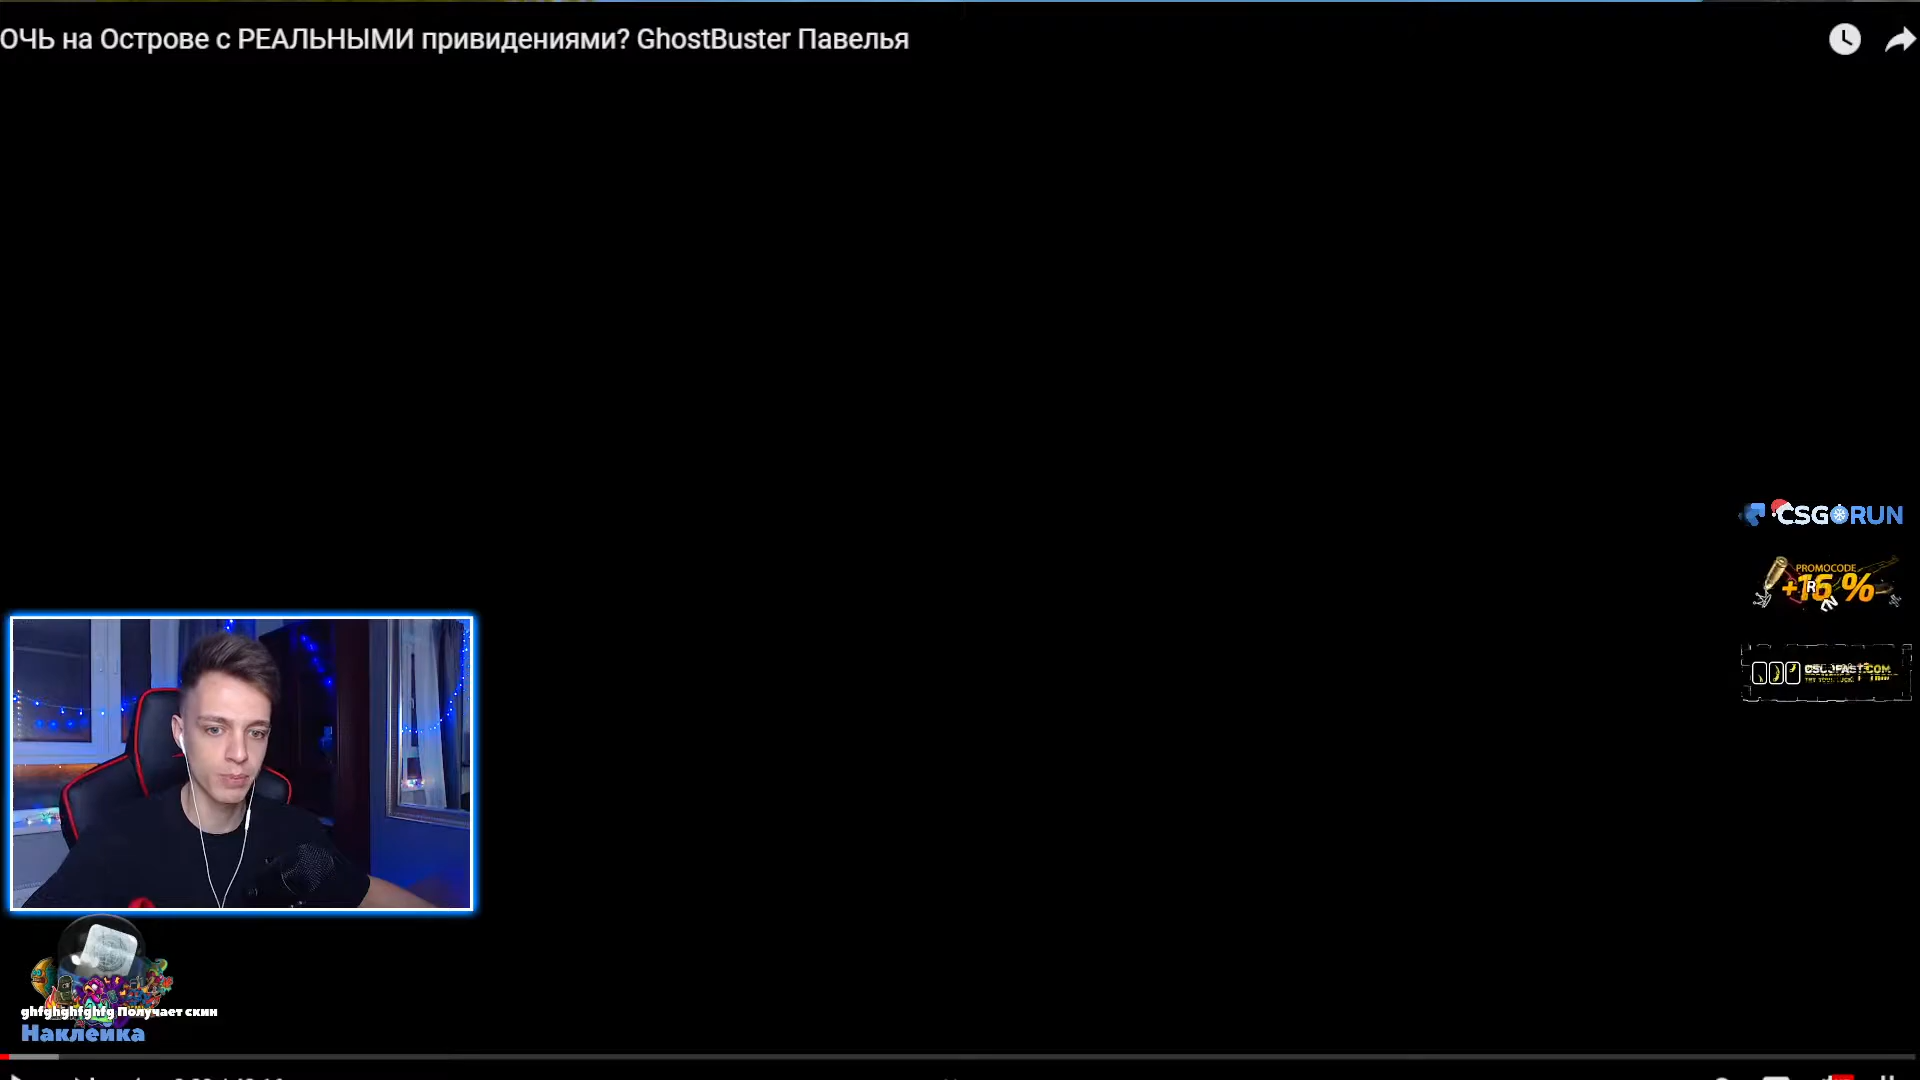 ОЧЬ на Острове с РЕАЛЬНЫМИ привидениями? GhostBuster Павелья
CSGORUN
PROMOCODE
ghfghghfghfg Получает скин
Наклейка